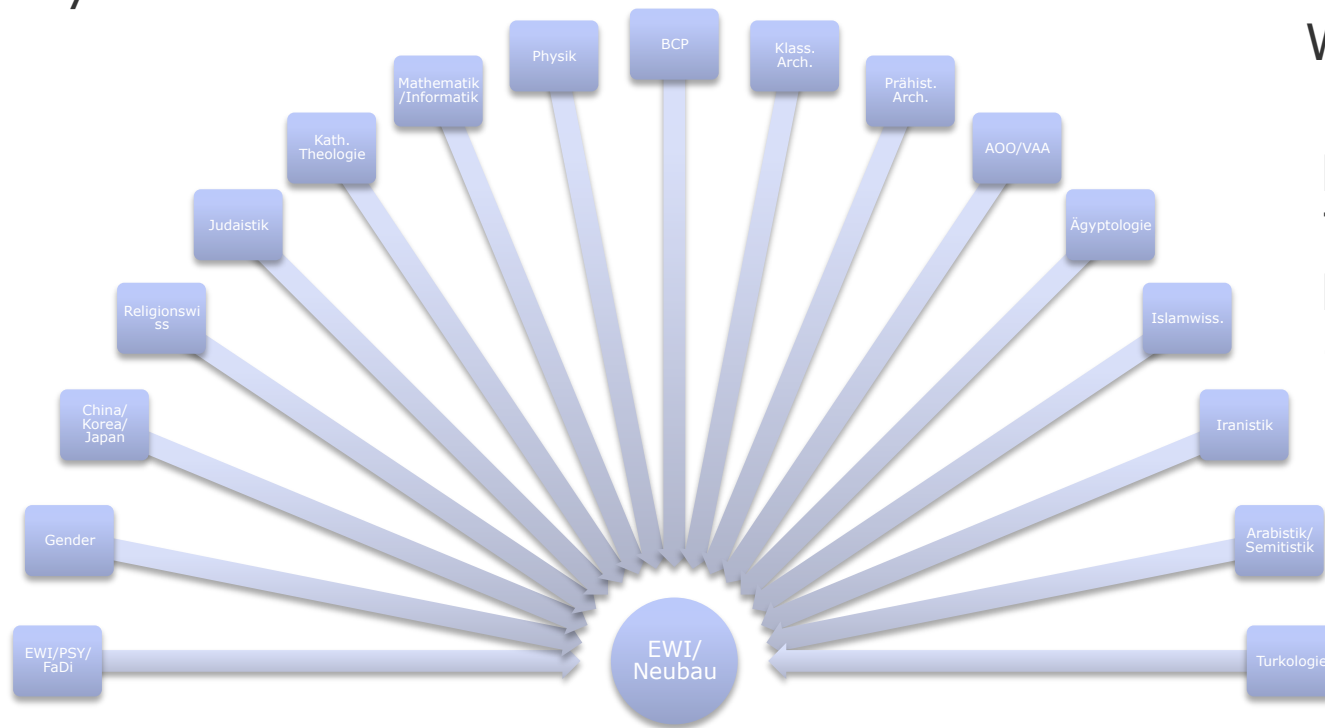 EWI/PSY/
FaDi
Gender
China/
Korea/
Japan
Religionswi
ss
Judaistik
Kath.
Theologie
Mathematik
/Informatik
Physik
BCP
Klass.
Arch.
Prähist.
Arch.
AOO/VAA
Ägyptologie
Islamwiss.
Iranistik
Arabistik/
Semitistik
Turkologie
EWI/
Neubau